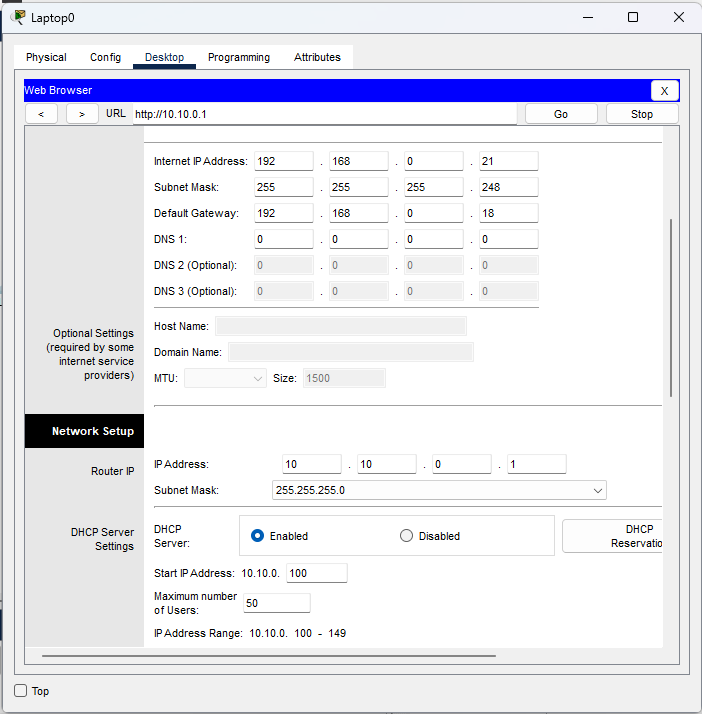 Laptop0
Physical Config Desktop Programming Attributes
Web Browser X
< > URL http://10.10.0.1 Go Stop
Internet IP Address: 192 . 168 . 0 . 21
Subnet Mask: 255 . 255 . 255 . 248
Default Gateway: 192 . 168 . 0 . 18
DNS 1: 0 . 0 . 0 . 0
DNS 2 (Optional): 0 . 0 . 0 . 0
DNS 3 (Optional): 0 . 0 . 0 . 0
Optional Settings
(required by some
internet service
providers)
Host Name:
Domain Name:
MTU: Size: 1500
Network Setup
Router IP
IP Address: 10 . 10 . 0 . 1
Subnet Mask: 255.255.255.0
DHCP Server
Settings
DHCP
Server:
Enabled Disabled
DHCP
Reservatio
Start IP Address: 10.10.0. 100
Maximum number
of Users: 50
IP Address Range: 10.10.0. 100 - 149
Top